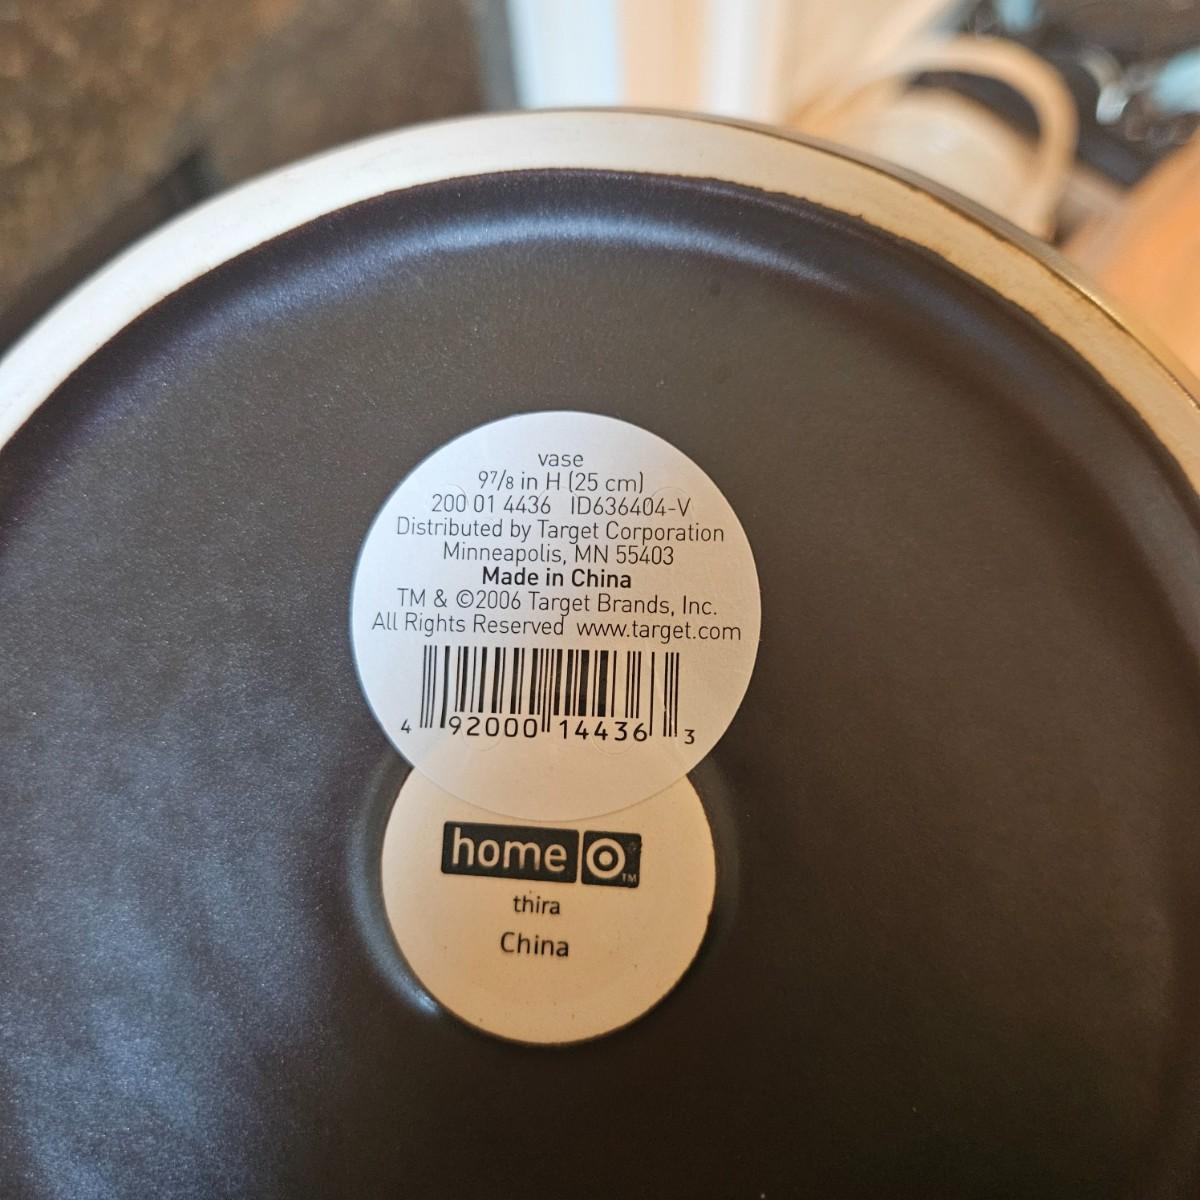 vase
9⅞ in H (25 cm)
200 01 4436 ID636404-V
Distributed by Target Corporation
Minneapolis, MN 55403
Made in China
TM & ©2006 Target Brands, Inc.
All Rights Reserved www.target.com
4 92000 14436 3
home TM
thira
China